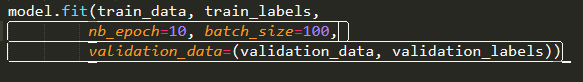 model.fit(train_data, train_labels,
nb_epoch=10, batch_size=100,
validation_data=(validation_data, validation_labels))